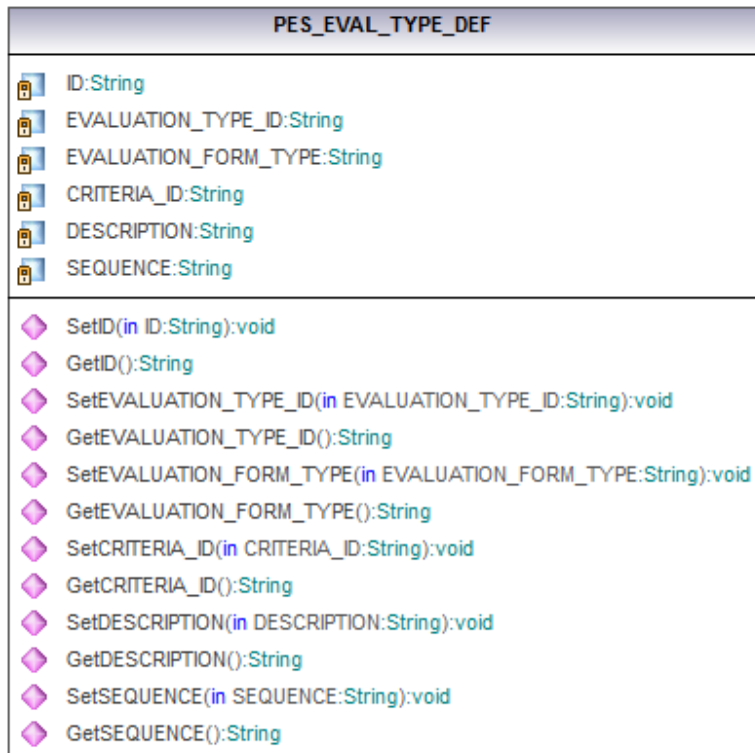 PES_EVAL_TYPE_DEF
ID:String
EVALUATION_TYPE_ID:String
EVALUATION_FORM_TYPE:String
CRITERIA_ID:String
DESCRIPTION:String
SEQUENCE:String
SetID(in ID:String):void
GetID():String
SetEVALUATION_TYPE_ID(in EVALUATION_TYPE_ID:String):void
GetEVALUATION_TYPE_ID():String
SetEVALUATION_FORM_TYPE(in EVALUATION_FORM_TYPE:String):void
GetEVALUATION_FORM_TYPE():String
SetCRITERIA_ID(in CRITERIA_ID:String):void
GetCRITERIA_ID():String
SetDESCRIPTION(in DESCRIPTION:String):void
GetDESCRIPTION():String
SetSEQUENCE(in SEQUENCE:String):void
GetSEQUENCE():String